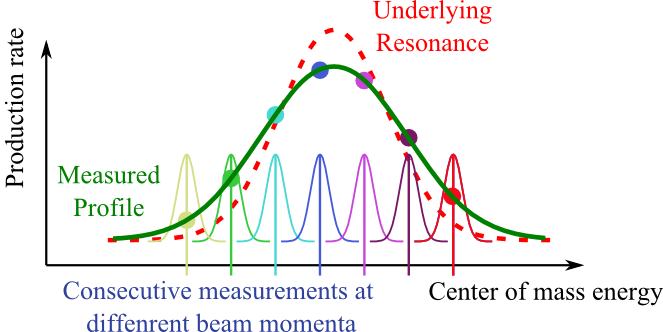 Underlying
Resonance
Production rate
Measured
Profile
Consecutive measurements at
diffenrent beam momenta
Center of mass energy